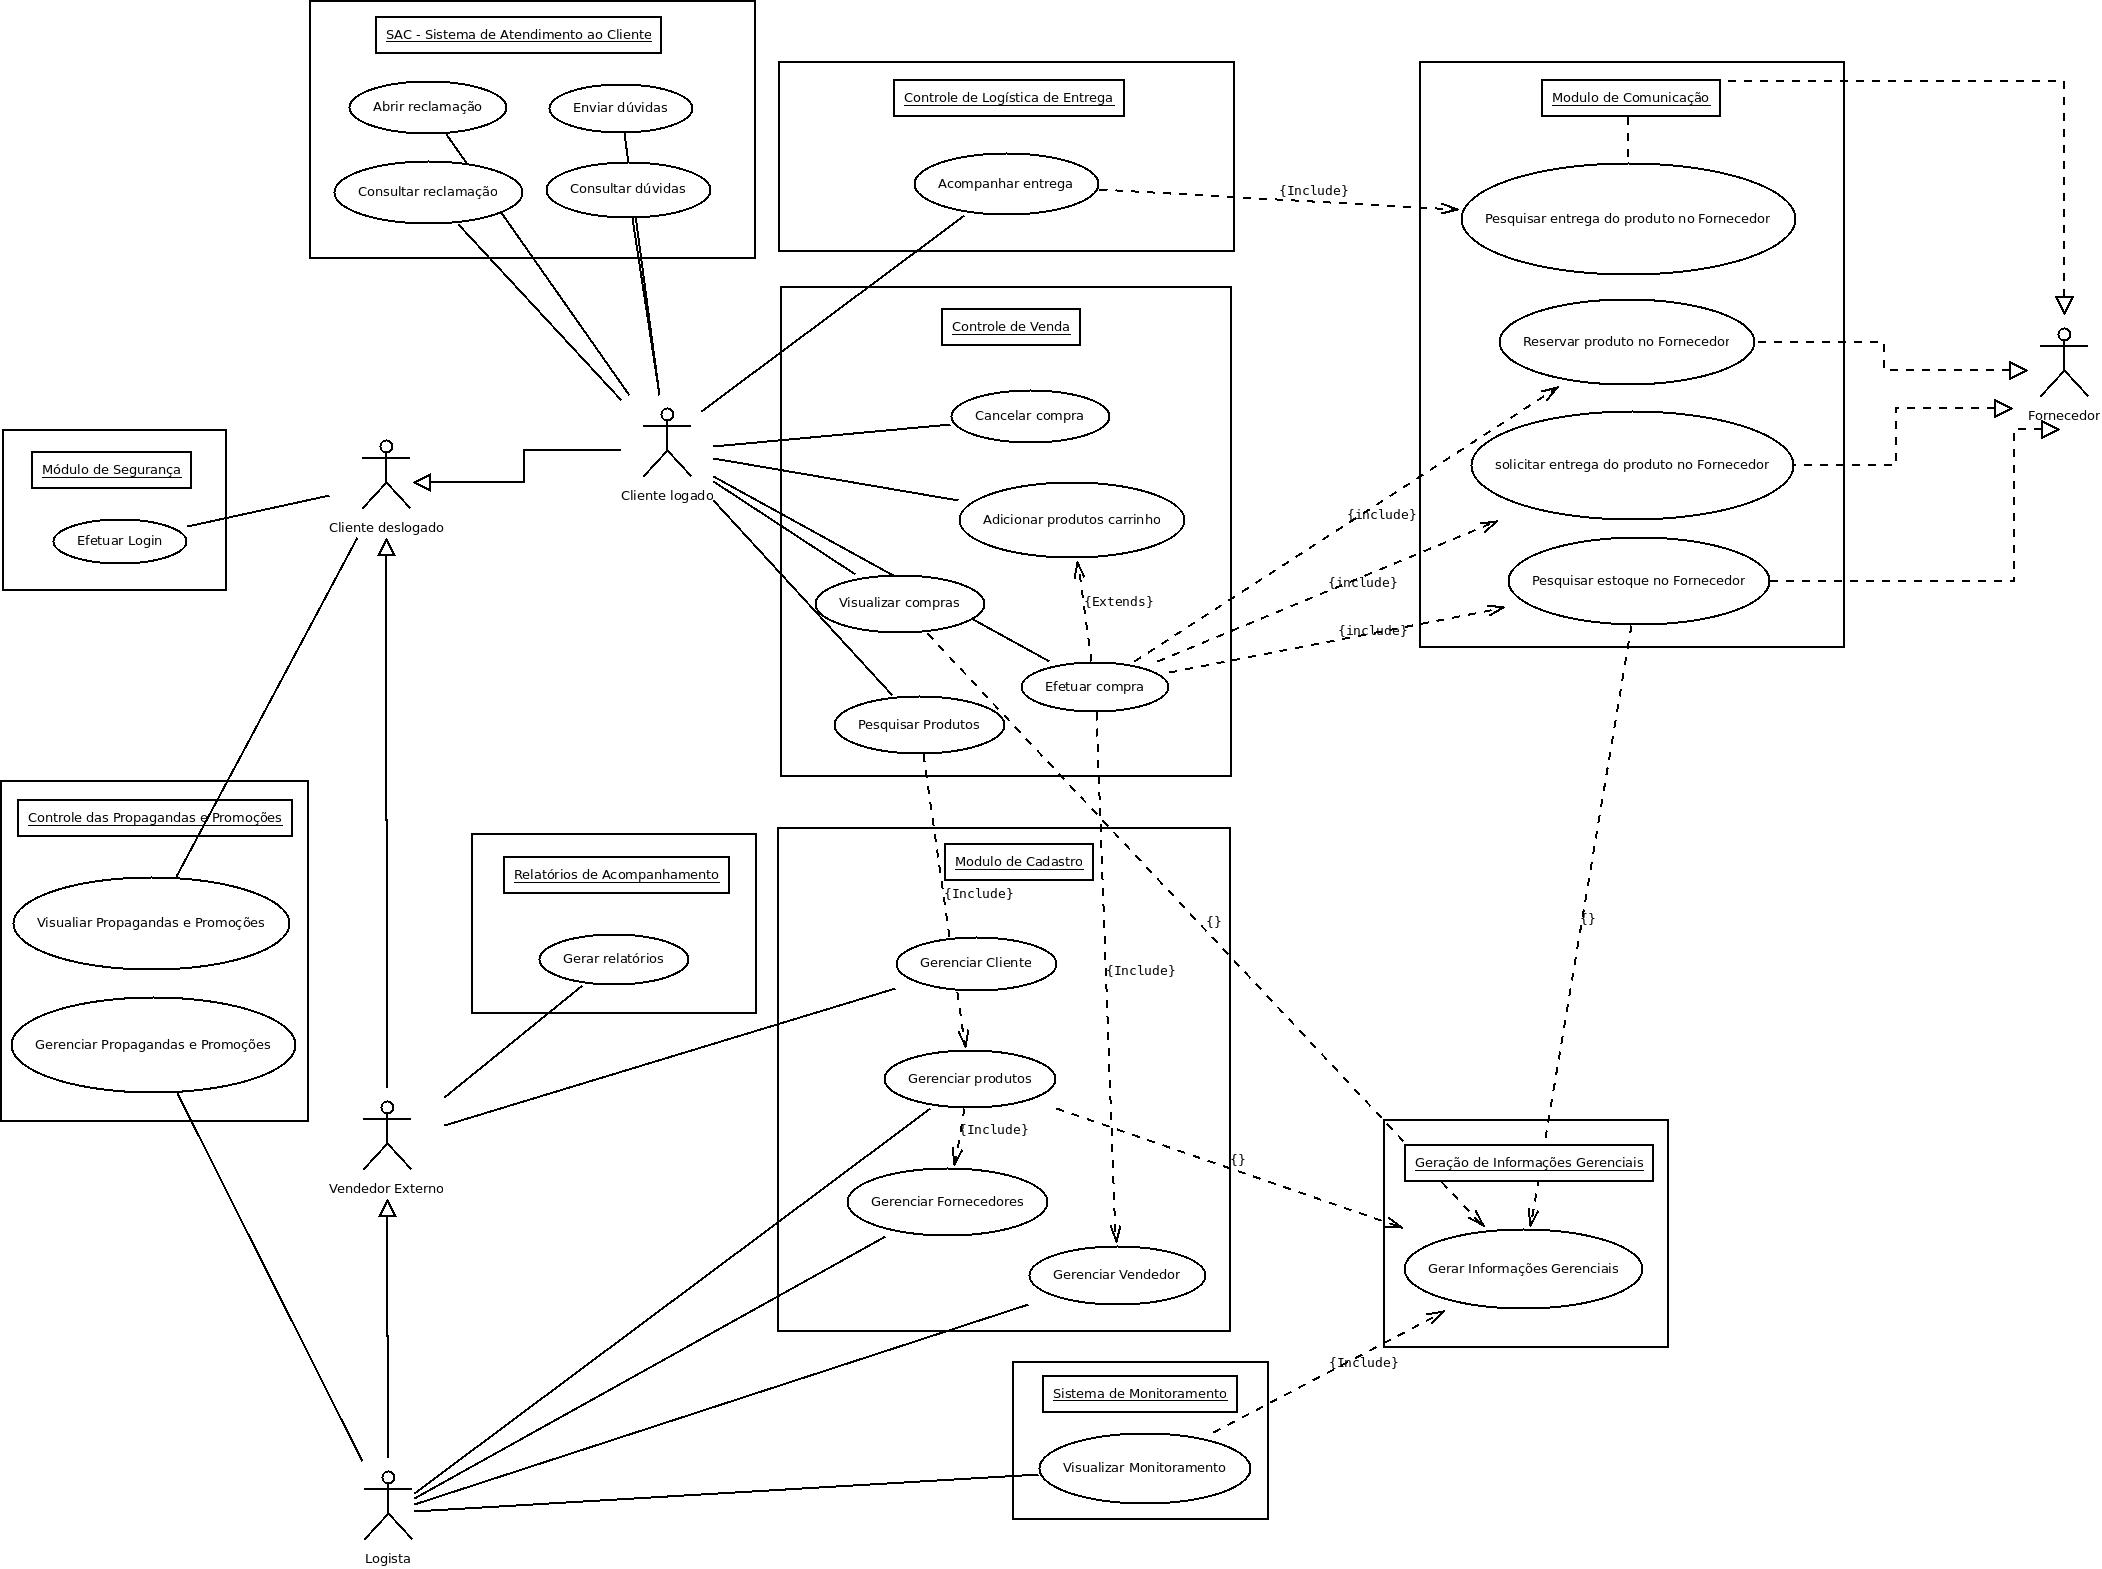 SAC - Sistema de Atendimento ao Cliente
Abrir reclamação
Enviar dúvidas
Consultar reclamação
Consultar dúvidas
Controle de Logística de Entrega
Acompanhar entrega
{Include}
Modulo de Comunicação
Pesquisar entrega do produto no Fornecedor
Reservar produto no Fornecedor
solicitar entrega do produto no Fornecedor
Pesquisar estoque no Fornecedor
Fornecedor
Controle de Venda
Cancelar compra
Adicionar produtos carrinho
Visualizar compras
{Extends}
Efetuar compra
Pesquisar Produtos
{include}
{include}
{include}
Cliente logado
Cliente deslogado
Módulo de Segurança
Efetuar Login
Controle das Propagandas e Promoções
Visualiar Propagandas e Promoções
Gerenciar Propagandas e Promoções
Relatórios de Acompanhamento
Gerar relatórios
Modulo de Cadastro
{Include}
Gerenciar Cliente
{Include}
Gerenciar produtos
{Include}
Gerenciar Fornecedores
Gerenciar Vendedor
{}
{}
{}
Vendedor Externo
Geração de Informações Gerenciais
Gerar Informações Gerenciais
{Include}
Sistema de Monitoramento
Visualizar Monitoramento
Logista